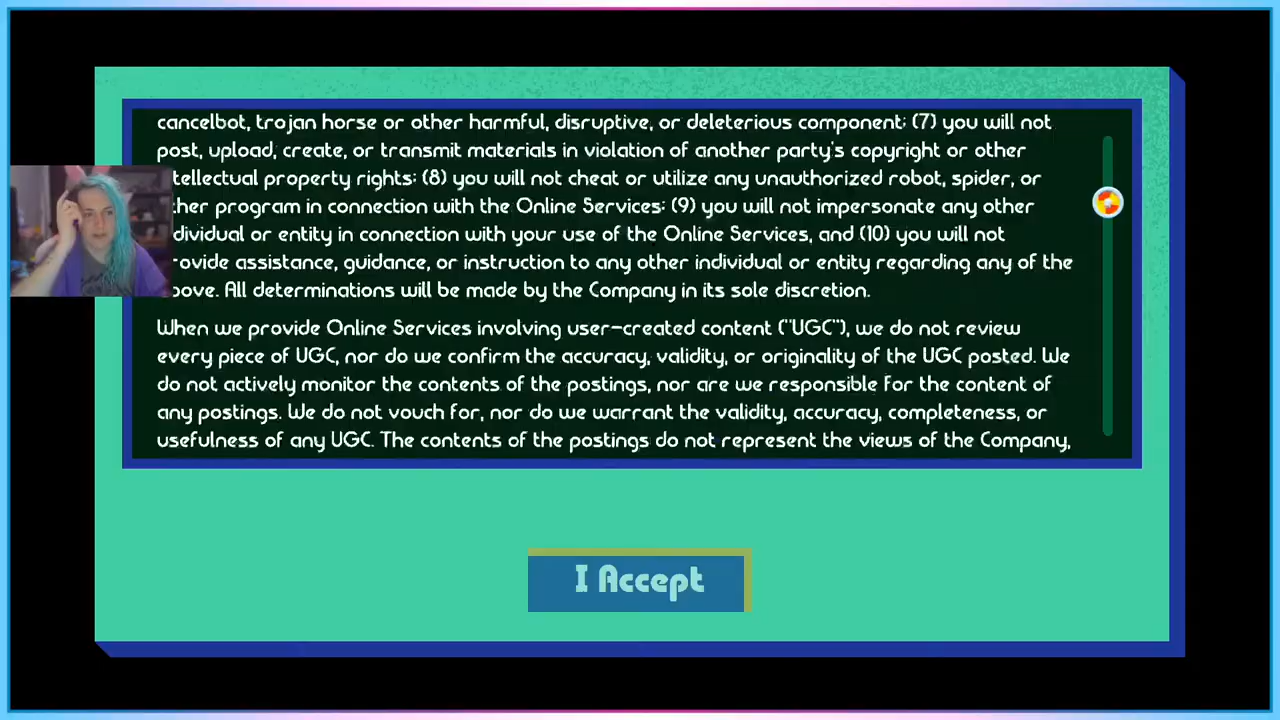 cancelbot, trojan horse or other harmful, disruptive, or deleterious component; (7) you will not
post, upload, create, or transmit materials in violation of another party's copyright or other
tellectual property rights; (8) you will not cheat or utilize any unauthorized robot, spider, or
her program in connection with the Online Services; (9) you will not impersonate any other
dividual or entity in connection with your use of the Online Services, and (10) you will not
rovide assistance, guidance, or instruction to any other individual or entity regarding any of the
ove. All determinations will be made by the Company in its sole discretion.
When we provide Online Services involving user-created content ("UGC"), we do not review
every piece of UGC, nor do we confirm the accuracy, validity, or originality of the UGC posted. We
do not actively monitor the contents of the postings, nor are we responsible for the content of
any postings. We do not vouch for, nor do we warrant the validity, accuracy, completeness, or
usefulness of any UGC. The contents of the postings do not represent the views of the Company,
I Accept